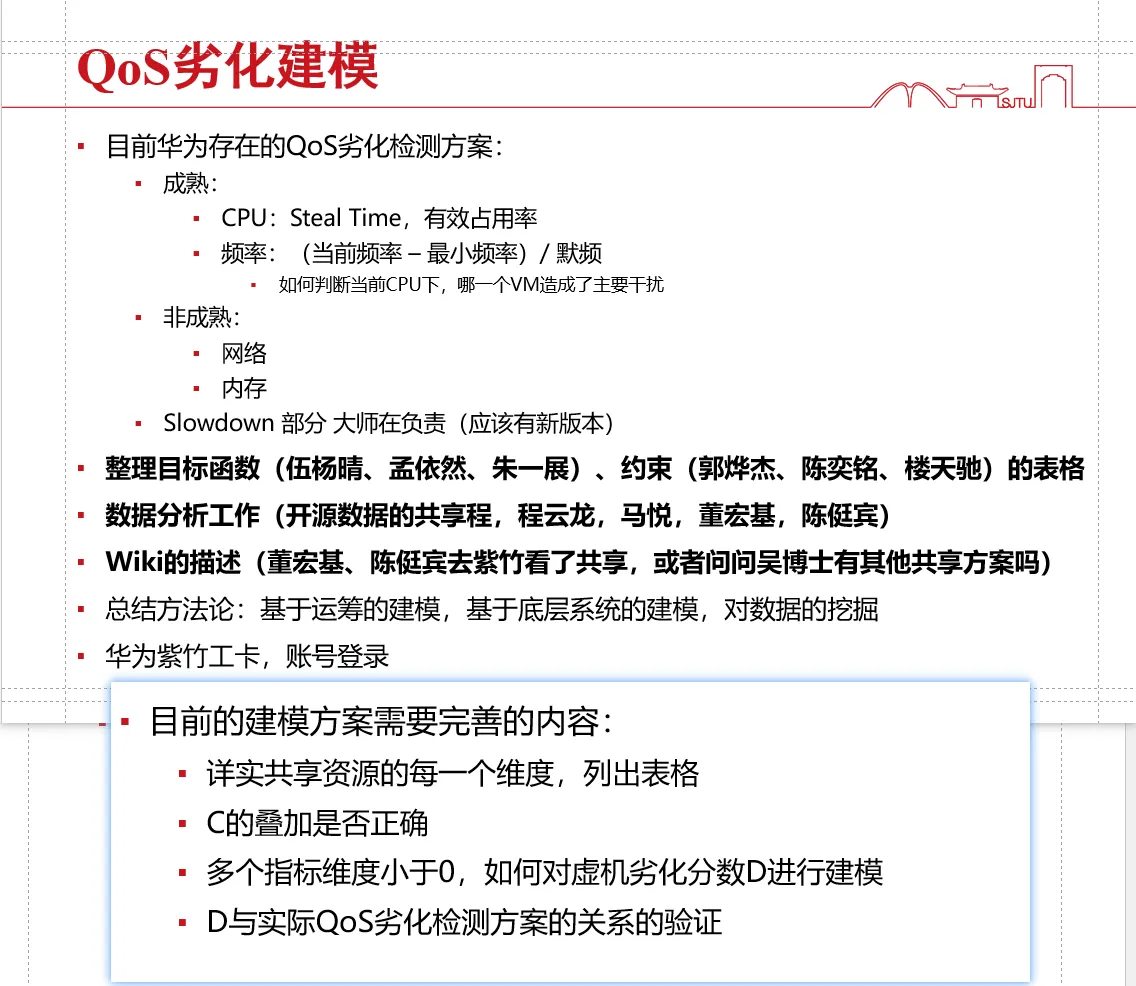 QoS劣化建模
SJTU
目前华为存在的QoS劣化检测方案：
成熟：
CPU：Steal Time，有效占用率
频率：（当前频率 – 最小频率）/ 默频
如何判断当前CPU下，哪一个VM造成了主要干扰
非成熟：
网络
内存
Slowdown 部分 大师在负责（应该有新版本）
整理目标函数（伍杨晴、孟依然、朱一展）、约束（郭烨杰、陈奕铭、楼天驰）的表格
数据分析工作（开源数据的共享程，程云龙，马悦，董宏基，陈侹宾）
Wiki的描述（董宏基、陈侹宾去紫竹看了共享，或者问问吴博士有其他共享方案吗）
总结方法论：基于运筹的建模，基于底层系统的建模，对数据的挖掘
华为紫竹工卡，账号登录
目前的建模方案需要完善的内容：
详实共享资源的每一个维度，列出表格
C的叠加是否正确
多个指标维度小于0，如何对虚机劣化分数D进行建模
D与实际QoS劣化检测方案的关系的验证